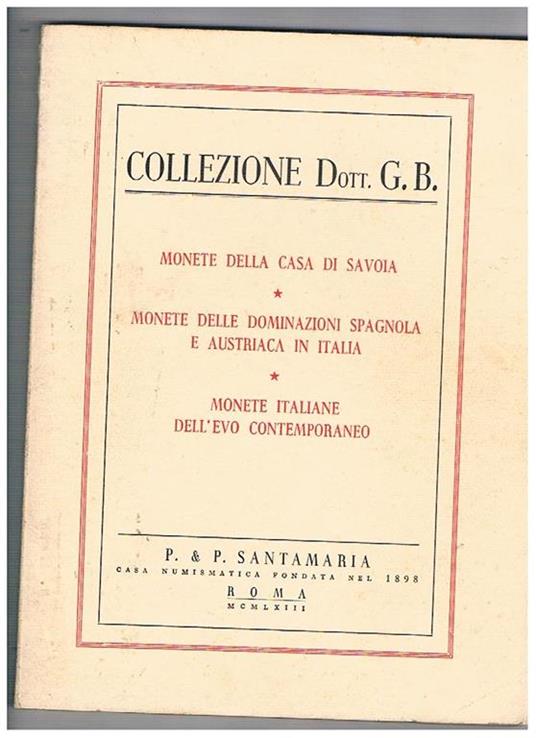 COLLEZIONE DOTT. G. B.
MONETE DELLA CASA DI SAVOIA
★
MONETE DELLE DOMINAZIONI SPAGNOLA
E AUSTRIACA IN ITALIA
★
MONETE ITALIANE
DELL'EVO CONTEMPORANEO
P. & P. SANTAMARIA
CASA NUMISMATICA FONDATA NEL 1898
ROMA
MCMLXIII